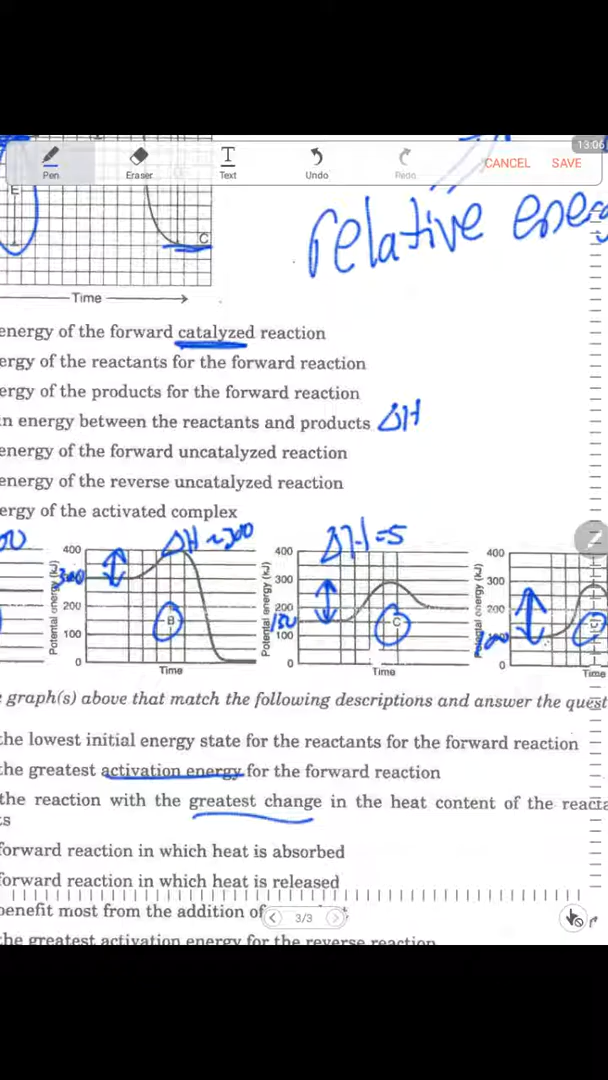 13:06
Pen
Eraser
T
Text
Undo
Redo
CANCEL
SAVE
E
C
Time
relative energ
energy of the forward catalyzed reaction
ergy of the reactants for the forward reaction
ergy of the products for the forward reaction
n energy between the reactants and products ΔH
energy of the forward uncatalyzed reaction
energy of the reverse uncatalyzed reaction
ergy of the activated complex
ΔH ~300
ΔH =5
Potential energy (kJ)
400
300
300
200
100
0
B
Time
Potential energy (kJ)
400
300
200
150
100
0
C
Time
Potential energy (kJ)
400
300
200
100
100
0
Time
Z
graph(s) above that match the following descriptions and answer the quest
the lowest initial energy state for the reactants for the forward reaction
the greatest activation energy for the forward reaction
the reaction with the greatest change in the heat content of the reacta
s
forward reaction in which heat is absorbed
forward reaction in which heat is released
benefit most from the addition of
3/3
the greatest activation energy for the reverse reaction